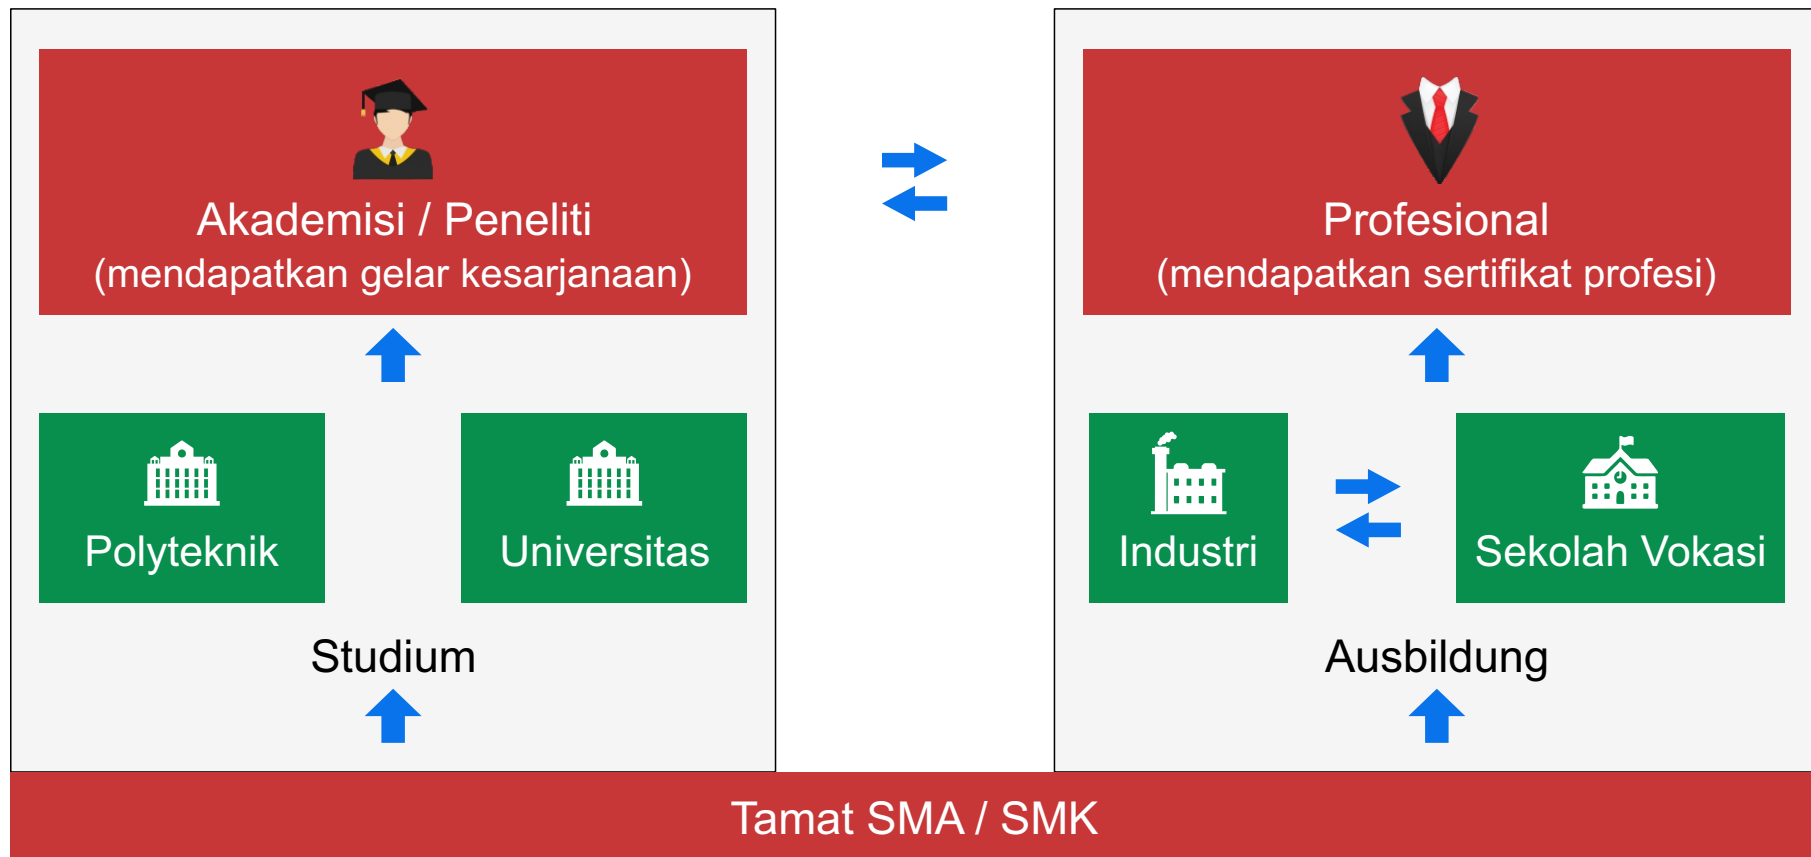 Akademisi / Peneliti
(mendapatkan gelar kesarjanaan)
Profesional
(mendapatkan sertifikat profesi)
Polyteknik
Universitas
Industri
Sekolah Vokasi
Studium
Ausbildung
Tamat SMA / SMK